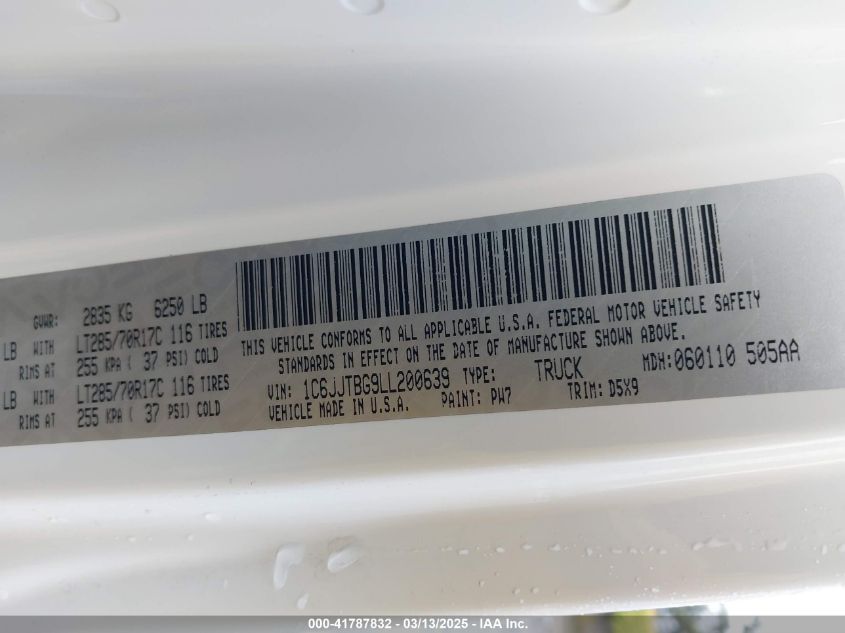 GVWR: 2835 KG 6250 LB
LB WITH LT285/70R17C 116 TIRES
RIMS AT 255 KPA ( 37 PSI) COLD
LB WITH LT285/70R17C 116 TIRES
RIMS AT 255 KPA ( 37 PSI) COLD
THIS VEHICLE CONFORMS TO ALL APPLICABLE U.S.A. FEDERAL MOTOR VEHICLE SAFETY
STANDARDS IN EFFECT ON THE DATE OF MANUFACTURE SHOWN ABOVE.
VIN: 1C6JJTBG9LL200639 TYPE: TRUCK MDH:060110 505AA
VEHICLE MADE IN U.S.A. PAINT: PW7 TRIM: D5X9
000-41787832 - 03/13/2025 - IAA Inc.